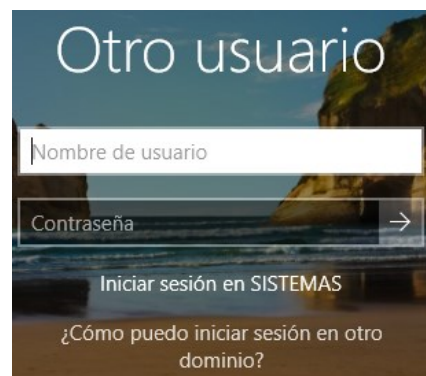 Otro usuario
Nombre de usuario
Contraseña
Iniciar sesión en SISTEMAS
¿Cómo puedo iniciar sesión en otro
dominio?